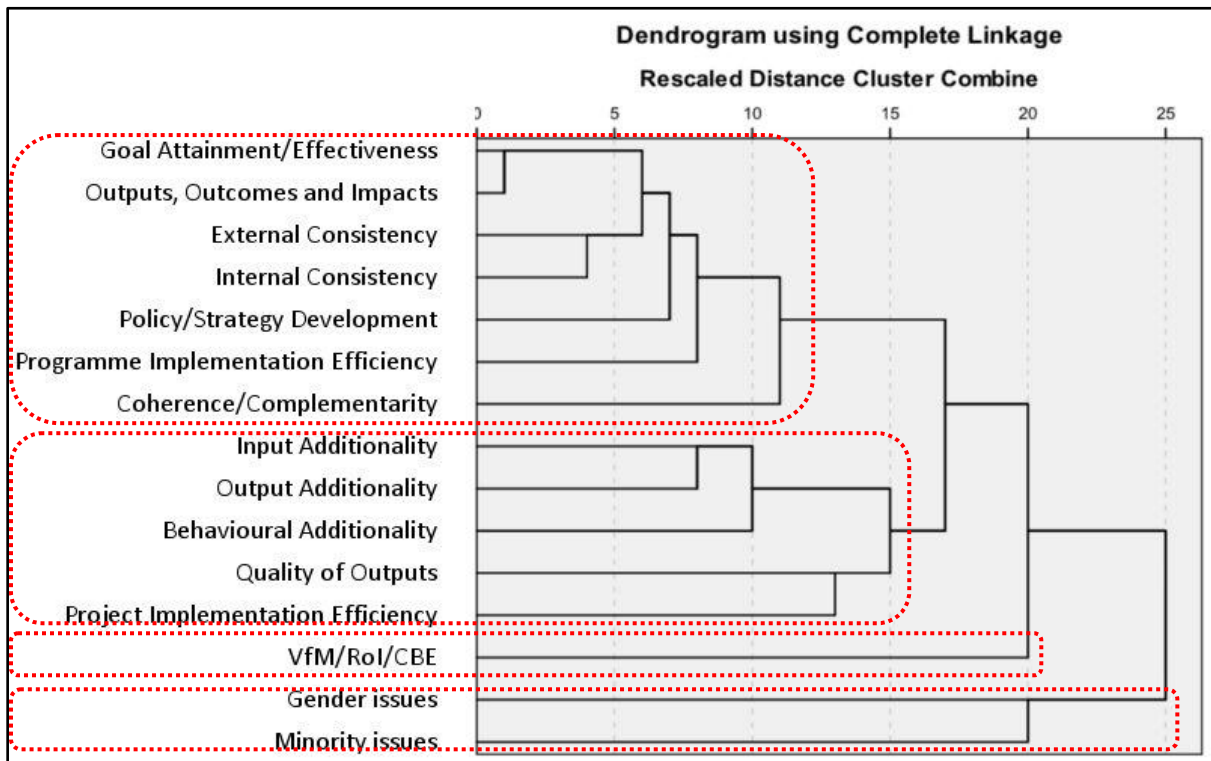 Dendrogram using Complete Linkage
Rescaled Distance Cluster Combine
0 5 10 15 20 25
Goal Attainment/Effectiveness
Outputs, Outcomes and Impacts
External Consistency
Internal Consistency
Policy/Strategy Development
Programme Implementation Efficiency
Coherence/Complementarity
Input Additionality
Output Additionality
Behavioural Additionality
Quality of Outputs
Project Implementation Efficiency
VfM/RoI/CBE
Gender issues
Minority issues